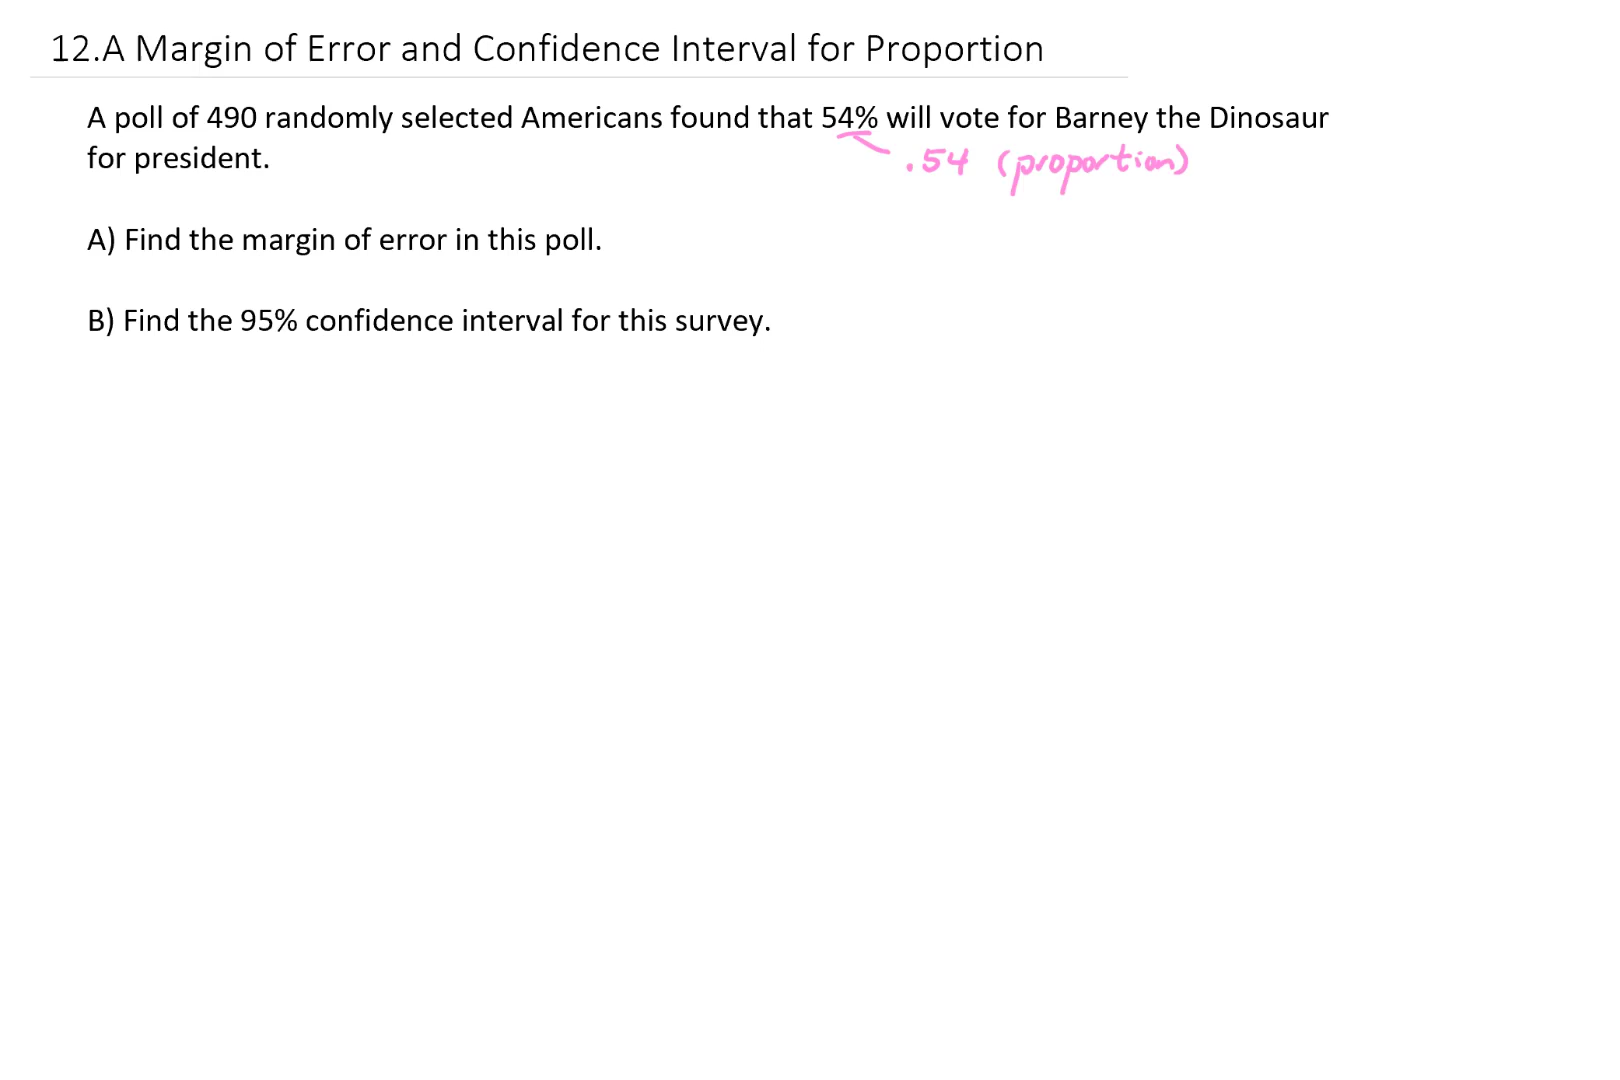 12.A Margin of Error and Confidence Interval for Proportion
A poll of 490 randomly selected Americans found that 54% will vote for Barney the Dinosaur
for president.
.54 (proportion)
A) Find the margin of error in this poll.
B) Find the 95% confidence interval for this survey.